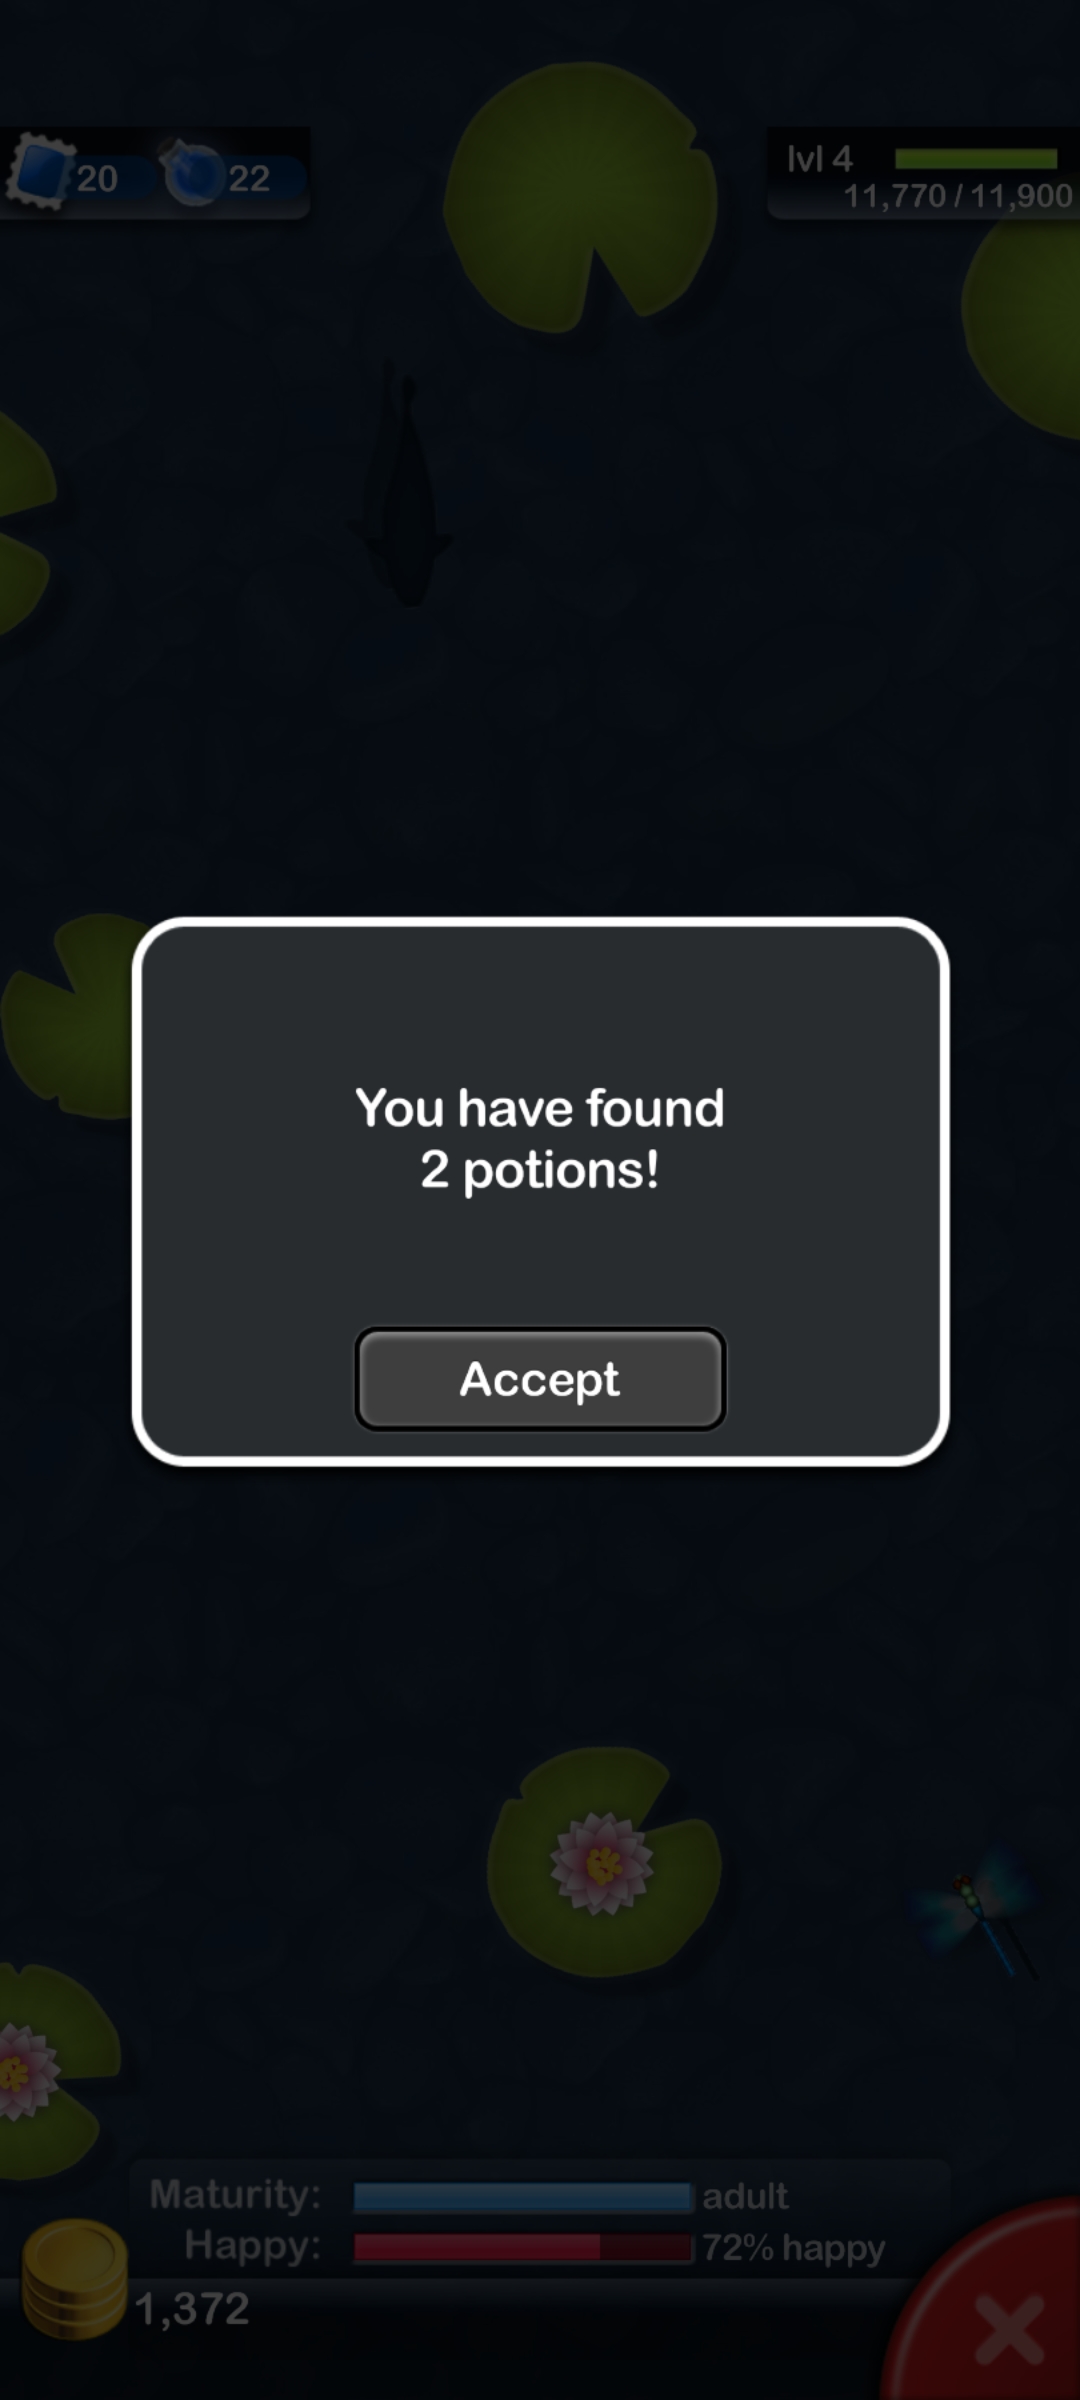 20 22
lvl 4
11,770 / 11,900
You have found
2 potions!
Accept
Maturity: adult
Happy: 72% happy
1,372